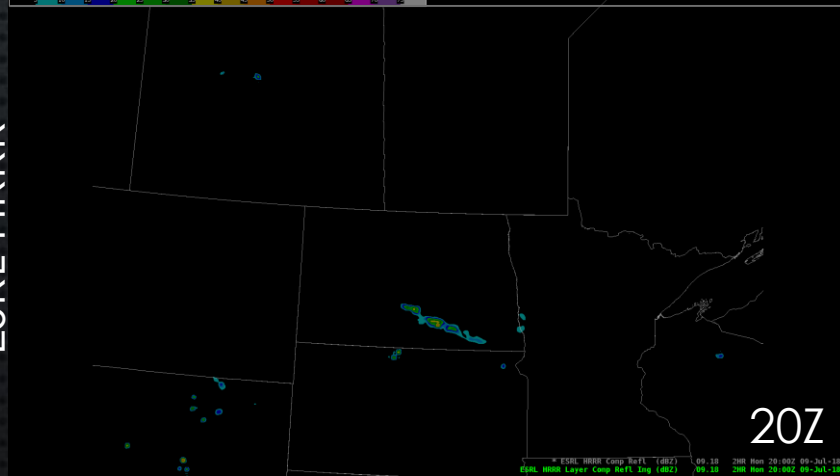 20Z
* ESRL HRRR Comp Refl (dBZ) 09.18 2HR Mon 20:00Z 09-Jul-18
ESRL HRRR Layer Comp Refl Img (dBZ) 09.18 2HR Mon 20:00Z 09-Jul-18